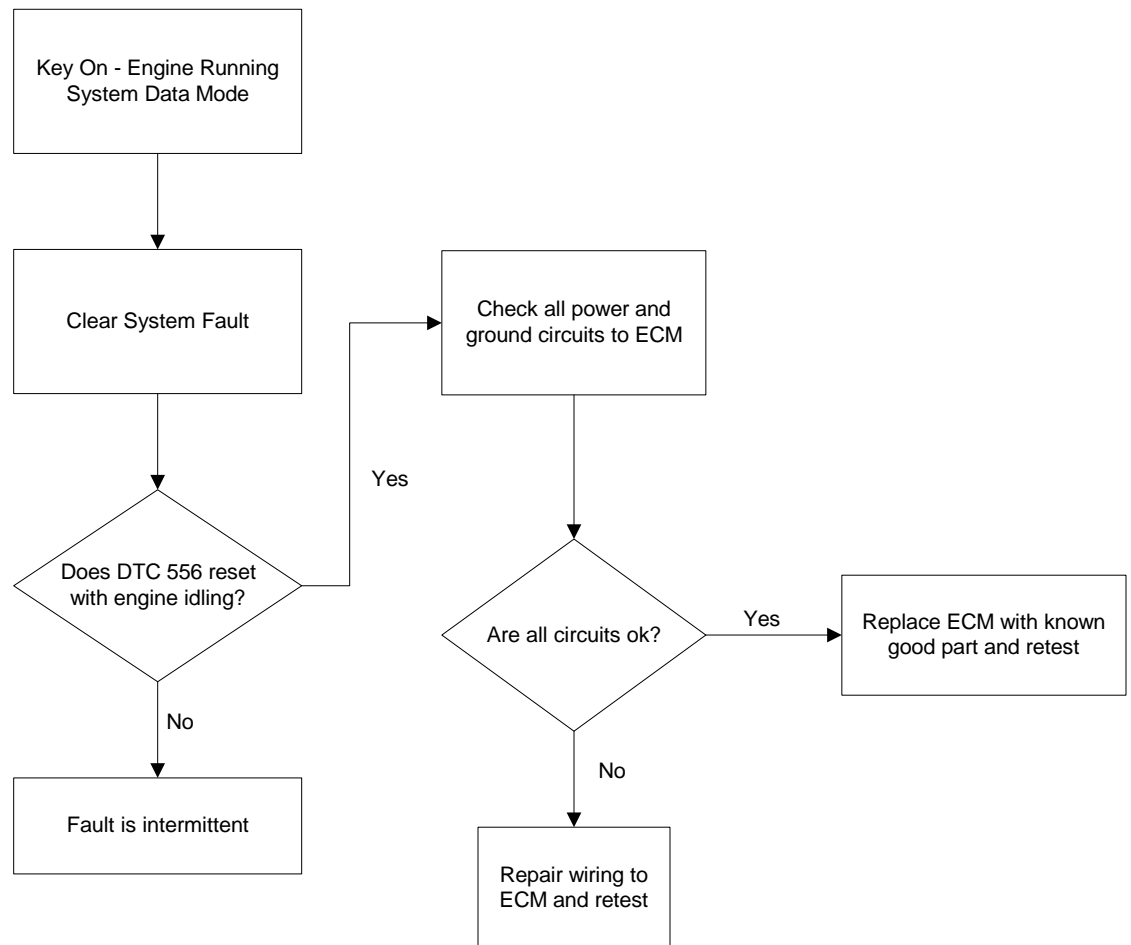 Key On - Engine Running
System Data Mode
Clear System Fault
Does DTC 556 reset
with engine idling?
Yes
No
Fault is intermittent
Check all power and
ground circuits to ECM
Are all circuits ok?
Yes
No
Replace ECM with known
good part and retest
Repair wiring to
ECM and retest